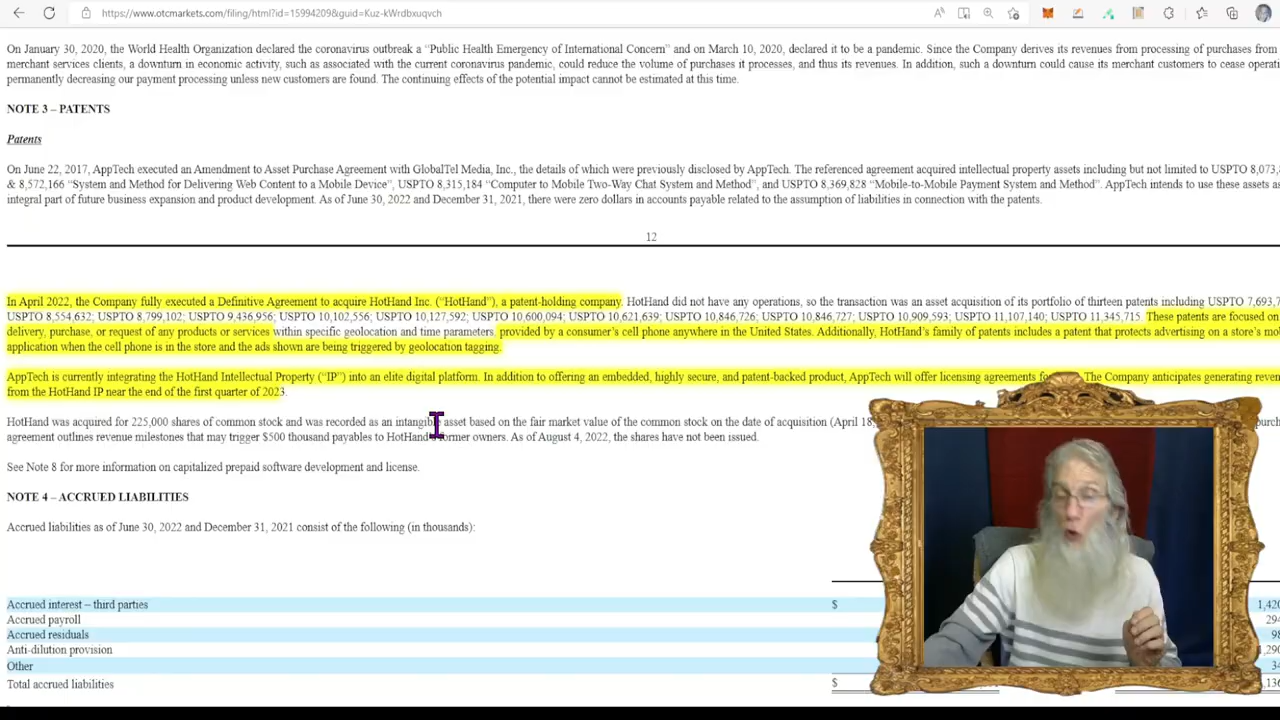 https://www.otcmarkets.com/filing/html?id=15994209&guid=Kuz-kWrdbxuqvch
On January 30, 2020, the World Health Organization declared the coronavirus outbreak a “Public Health Emergency of International Concern” and on March 10, 2020, declared it to be a pandemic. Since the Company derives its revenues from processing of purchases from
merchant services clients, a downturn in economic activity, such as associated with the current coronavirus pandemic, could reduce the volume of purchases it processes, and thus its revenues. In addition, such a downturn could cause its merchant customers to cease operati
permanently decreasing our payment processing unless new customers are found. The continuing effects of the potential impact cannot be estimated at this time.
NOTE 3 – PATENTS
Patents
On June 22, 2017, AppTech executed an Amendment to Asset Purchase Agreement with GlobalTel Media, Inc., the details of which were previously disclosed by AppTech. The referenced agreement acquired intellectual property assets including but not limited to USPTO 8,073,
& 8,572,166 “System and Method for Delivering Web Content to a Mobile Device”, USPTO 8,315,184 “Computer to Mobile Two-Way Chat System and Method”, and USPTO 8,369,828 “Mobile-to-Mobile Payment System and Method”. AppTech intends to use these assets as
integral part of future business expansion and product development. As of June 30, 2022 and December 31, 2021, there were zero dollars in accounts payable related to the assumption of liabilities in connection with the patents.
12
In April 2022, the Company fully executed a Definitive Agreement to acquire HotHand Inc. (“HotHand”), a patent-holding company. HotHand did not have any operations, so the transaction was an asset acquisition of its portfolio of thirteen patents including USPTO 7,693,7
USPTO 8,554,632; USPTO 8,799,102; USPTO 9,436,956; USPTO 10,102,556; USPTO 10,127,592; USPTO 10,600,094; USPTO 10,621,639; USPTO 10,846,726; USPTO 10,846,727; USPTO 10,909,593; USPTO 11,107,140; USPTO 11,345,715. These patents are focused on
delivery, purchase, or request of any products or services within specific geolocation and time parameters, provided by a consumer’s cell phone anywhere in the United States. Additionally, HotHand’s family of patents includes a patent that protects advertising on a store’s mo
application when the cell phone is in the store and the ads shown are being triggered by geolocation tagging.
AppTech is currently integrating the HotHand Intellectual Property (“IP”) into an elite digital platform. In addition to offering an embedded, highly secure, and patent-backed product, AppTech will offer licensing agreements The Company anticipates generating reven
from the HotHand IP near the end of the first quarter of 2023.
HotHand was acquired for 225,000 shares of common stock and was recorded as an intangible asset based on the fair market value of the common stock on the date of acquisition (April 18, purch
agreement outlines revenue milestones that may trigger $500 thousand payables to HotHand former owners. As of August 4, 2022, the shares have not been issued.
See Note 8 for more information on capitalized prepaid software development and license.
NOTE 4 – ACCRUED LIABILITIES
Accrued liabilities as of June 30, 2022 and December 31, 2021 consist of the following (in thousands):
Accrued interest – third parties $ 1,420
Accrued payroll 294
Accrued residuals 98
Anti-dilution provision 1,290
Other 34
Total accrued liabilities $ ,136